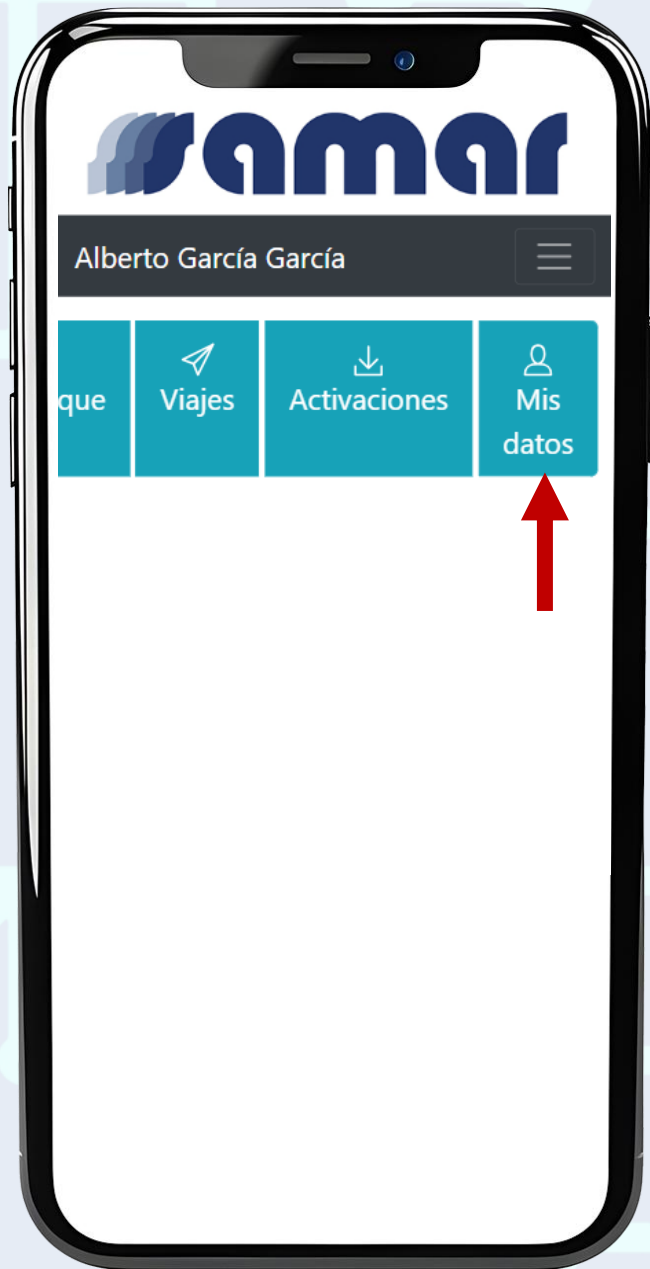 samar
Alberto García García
que
Viajes
Activaciones
Mis
datos